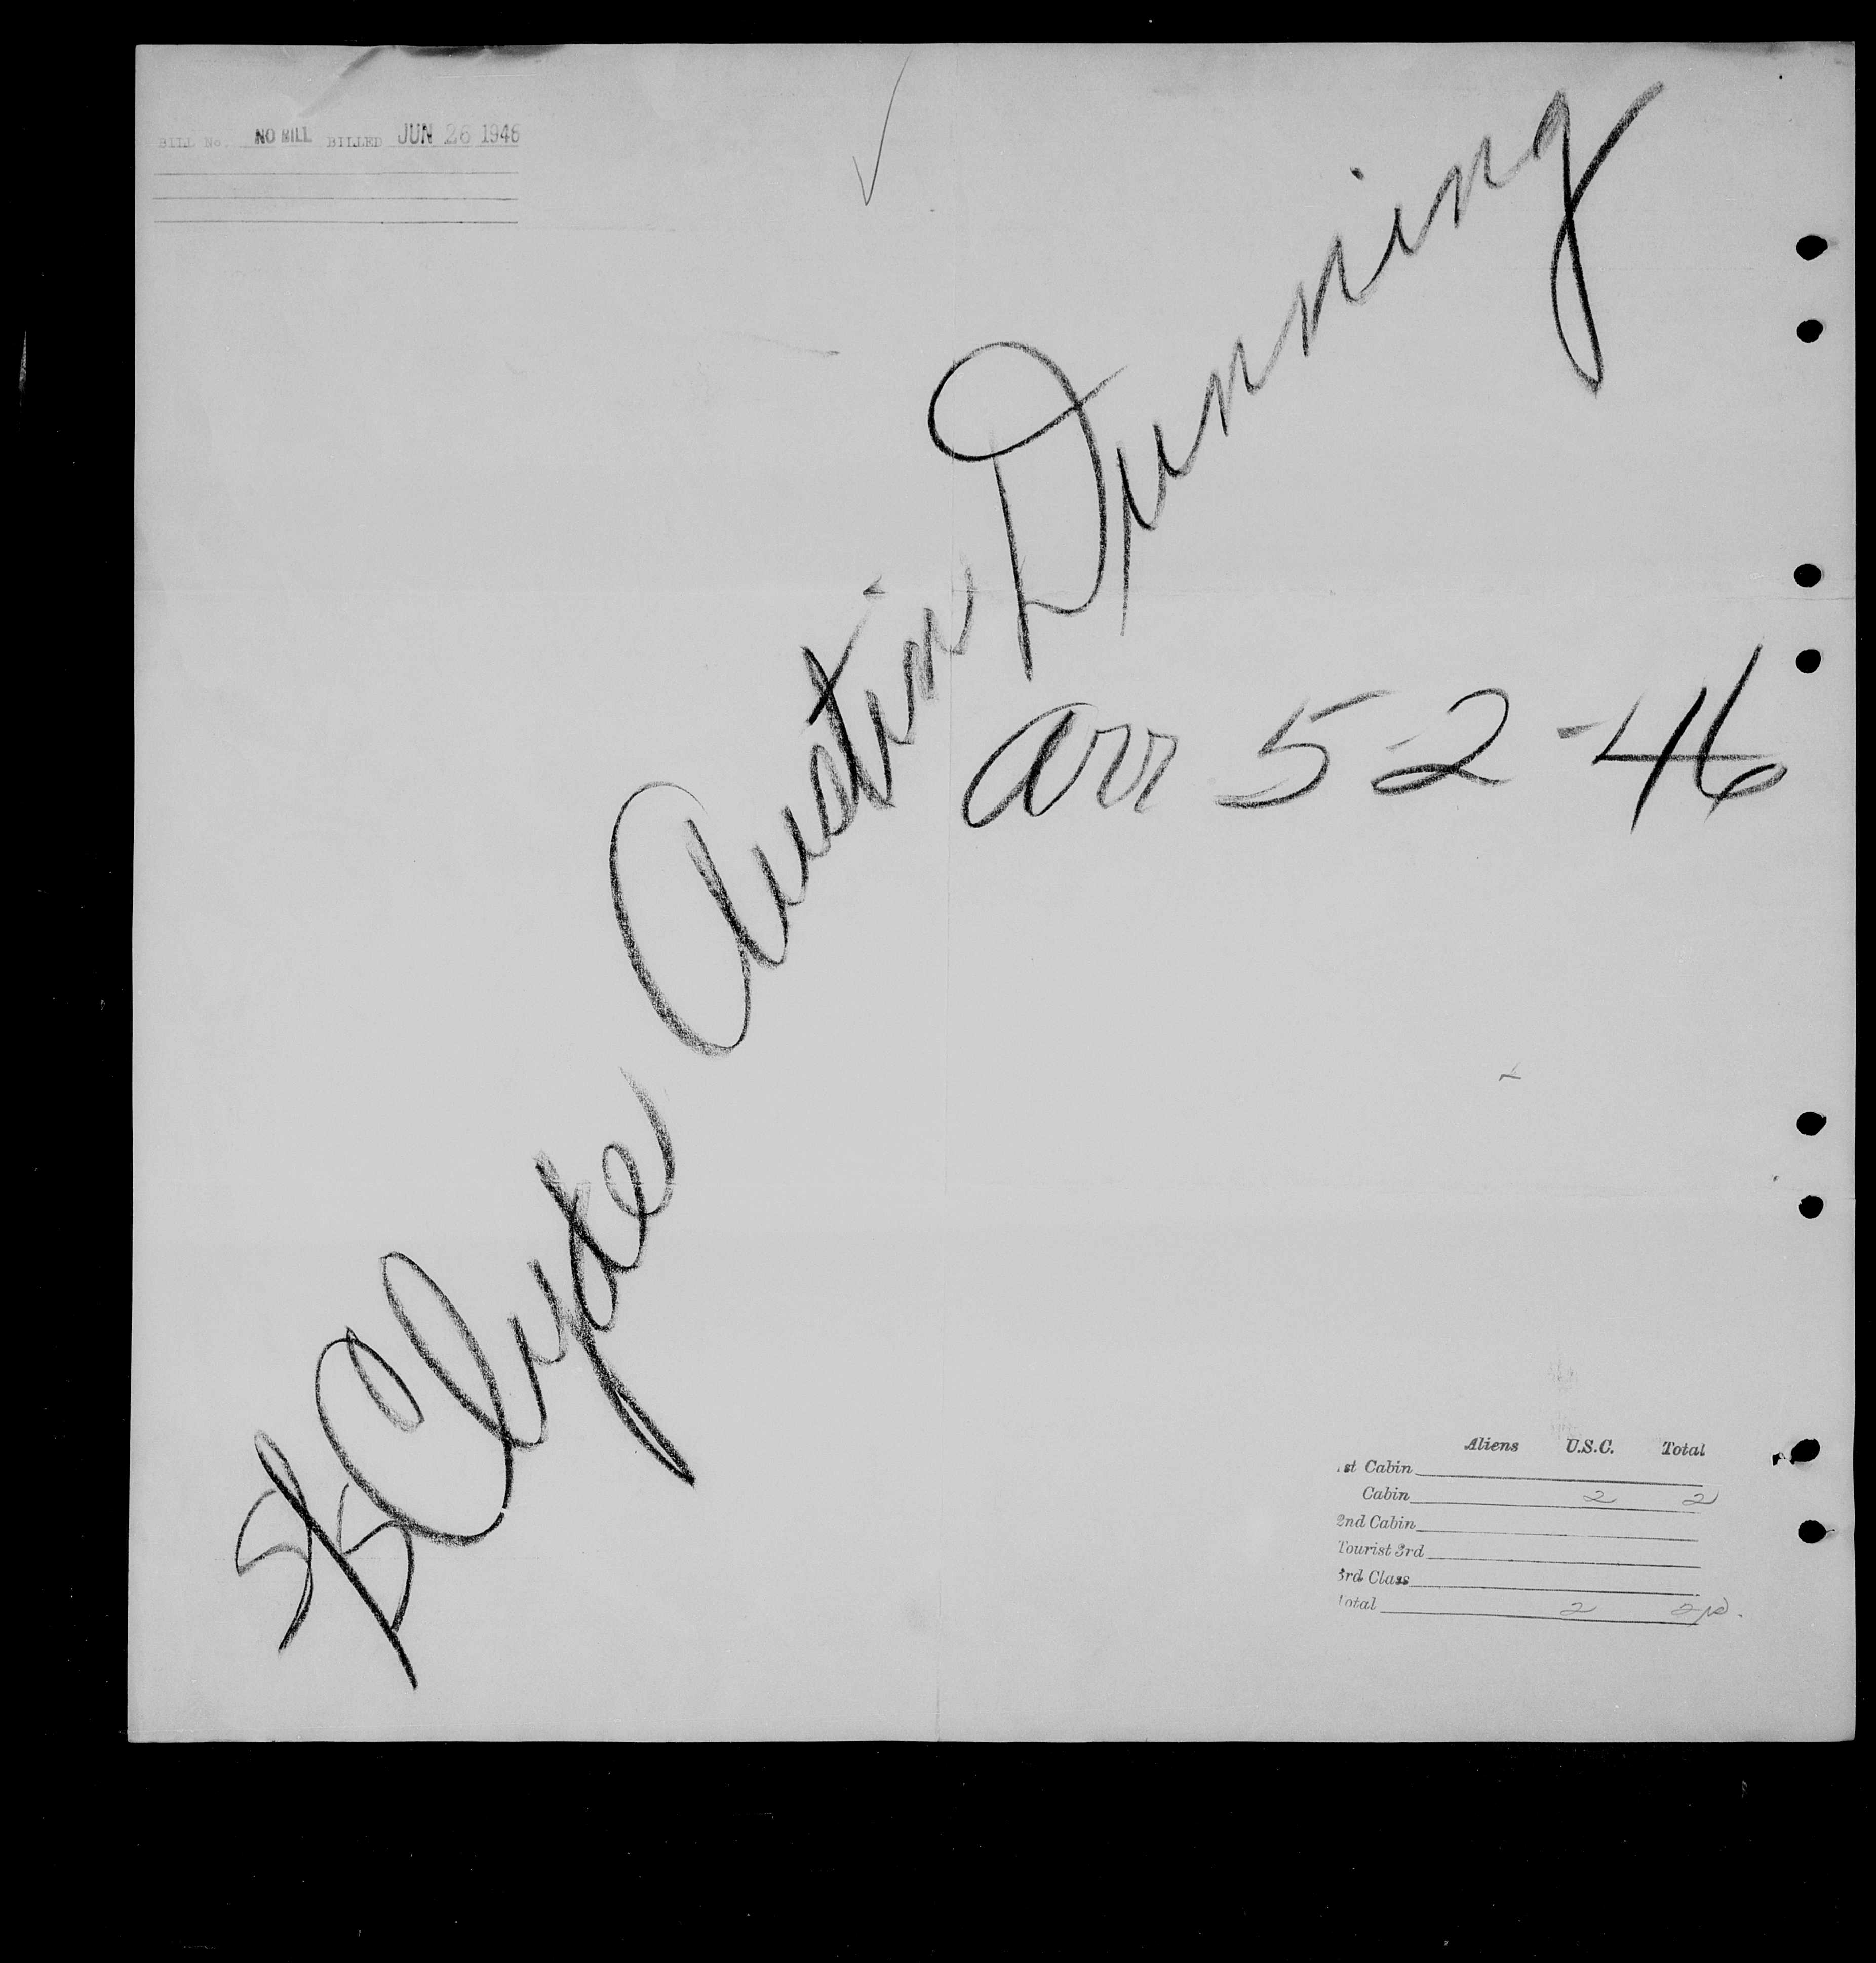 BILL No. NO BILL BILLED JUN 26 1946
S/S Clyde Austin Dunning
arr 5-2-46
Aliens U.S.C. Total
1st Cabin
Cabin 2 2
2nd Cabin
Tourist 3rd
3rd Class
Total 2 2